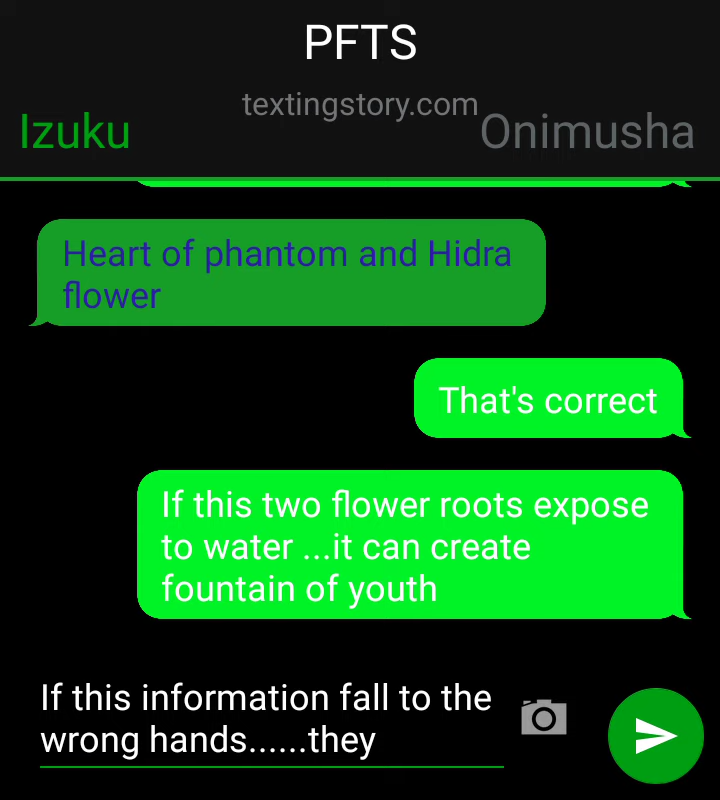 PFTS
textingstory.com
Izuku
Onimusha
Heart of phantom and Hidra
flower
That's correct
If this two flower roots expose
to water ...it can create
fountain of youth
If this information fall to the
wrong hands......they